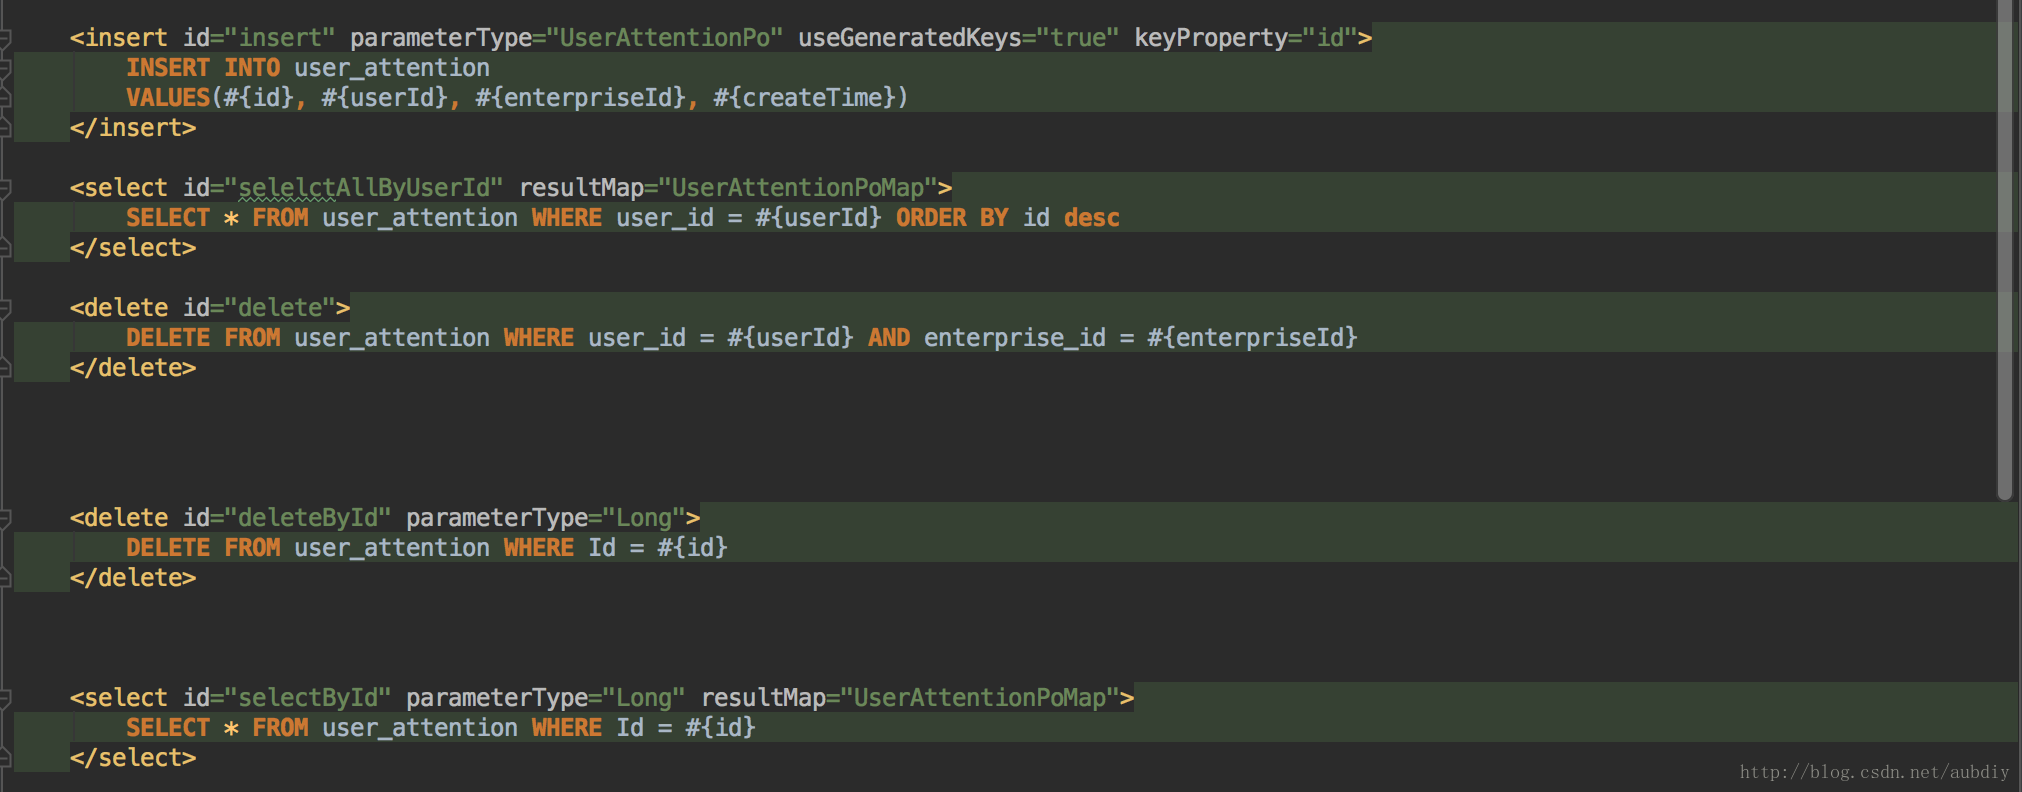 <insert id="insert" parameterType="UserAttentionPo" useGeneratedKeys="true" keyProperty="id">
INSERT INTO user_attention
VALUES(#{id}, #{userId}, #{enterpriseId}, #{createTime})
</insert>
<select id="selelctAllByUserId" resultMap="UserAttentionPoMap">
SELECT * FROM user_attention WHERE user_id = #{userId} ORDER BY id desc
</select>
<delete id="delete">
DELETE FROM user_attention WHERE user_id = #{userId} AND enterprise_id = #{enterpriseId}
</delete>
<delete id="deleteById" parameterType="Long">
DELETE FROM user_attention WHERE Id = #{id}
</delete>
<select id="selectById" parameterType="Long" resultMap="UserAttentionPoMap">
SELECT * FROM user_attention WHERE Id = #{id}
</select>
http://blog.csdn.net/aubdiy